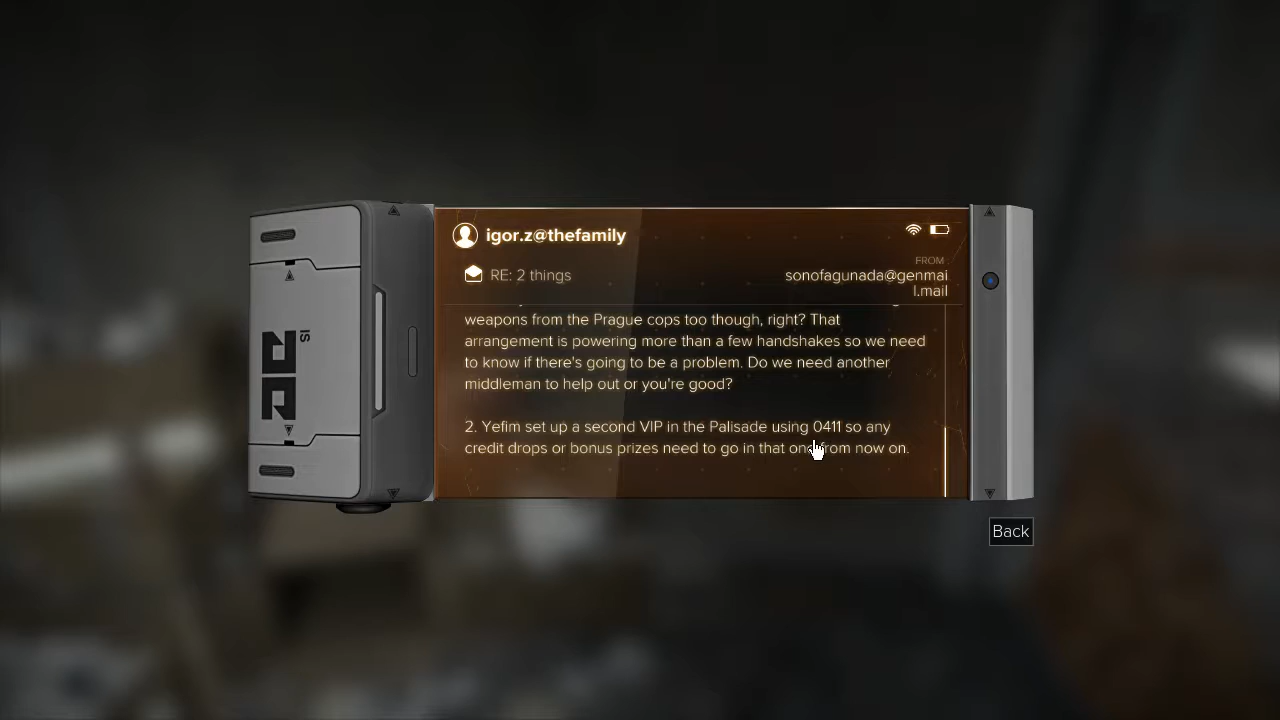 igor.z@thefamily
RE: 2 things
FROM:
sonofagunada@genmai
l.mail
weapons from the Prague cops too though, right? That
arrangement is powering more than a few handshakes so we need
to know if there's going to be a problem. Do we need another
middleman to help out or you're good?
2. Yefim set up a second VIP in the Palisade using 0411 so any
credit drops or bonus prizes need to go in that one from now on.
Back